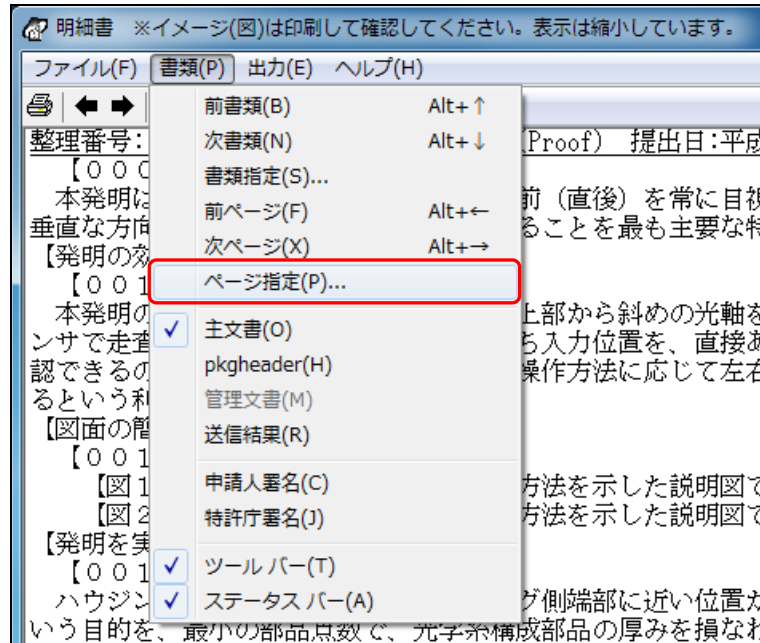 明細書　※イメージ(図)は印刷して確認してください。表示は縮小しています。
ファイル(F) 書類(P) 出力(E) ヘルプ(H)
前書類(B) Alt+↑
次書類(N) Alt+↓
書類指定(S)...
前ページ(F) Alt+←
次ページ(X) Alt+→
ページ指定(P)...
✓ 主文書(O)
pkgheader(H)
管理文書(M)
送信結果(R)
申請人署名(C)
特許庁署名(J)
✓ ツール バー(T)
✓ ステータス バー(A)
整理番号: (Proof) 提出日:平成
【０００
本発明は 前（直後）を常に目視
垂直な方向 ることを最も主要な特
【発明の効
【００１
本発明の 上部から斜めの光軸を
ンサで走査 ち入力位置を、直接
認できるの 操作方法に応じて左右
るという利
【図面の簡
【００１
【図１ 方法を示した説明図で
【図２ 方法を示した説明図で
【発明を実
【００１
ハウジン グ側端部に近い位置か
いう目的を、最小の部品点数で、光学系構成部品の厚みを損なわ